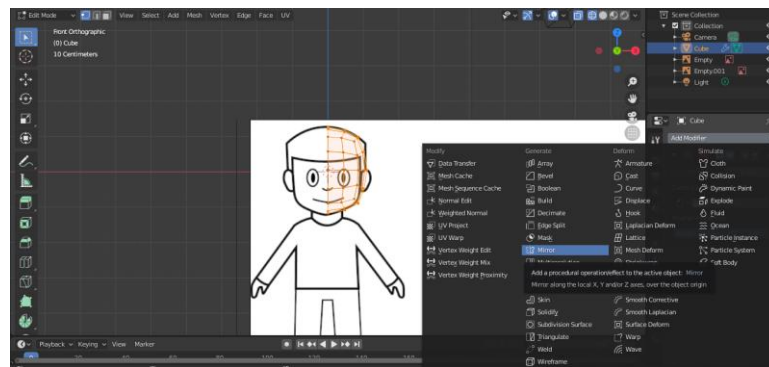 Edit Mode View Select Add Mesh Vertex Edge Face UV
Front Orthographic
(0) Cube
10 Centimeters
Scene Collection
Collection
Camera
Cube
Empty
Empty.001
Light
Cube
Add Modifier
Modify
Data Transfer
Mesh Cache
Mesh Sequence Cache
Normal Edit
Weighted Normal
UV Project
UV Warp
Vertex Weight Edit
Vertex Weight Mix
Vertex Weight Proximity
Generate
Array
Bevel
Boolean
Build
Decimate
Edge Split
Mask
Mirror
Skin
Solidify
Subdivision Surface
Triangulate
Weld
Wireframe
Deform
Armature
Cast
Curve
Displace
Hook
Laplacian Deform
Lattice
Mesh Deform
Smooth Corrective
Smooth Laplacian
Surface Deform
Warp
Wave
Simulate
Cloth
Collision
Dynamic Paint
Explode
Fluid
Ocean
Particle Instance
Particle System
Soft Body
Add a procedural operation/effect to the active object: Mirror
Mirror along the local X, Y and/or Z axes, over the object origin
Playback Keying View Marker